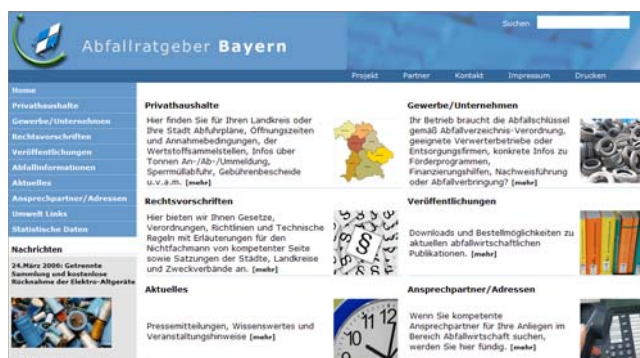 Suchen
Abfallratgeber Bayern
Projekt Partner Kontakt Impressum Drucken
Home
Privathaushalte
Gewerbe/Unternehmen
Rechtsvorschriften
Veröffentlichungen
Abfallinformationen
Aktuelles
Ansprechpartner/Adressen
Umwelt Links
Statistische Daten
Nachrichten
24.März 2006: Getrennte
Sammlung und kostenlose
Rücknahme der Elektro-Altgeräte
Privathaushalte
Hier finden Sie für Ihren Landkreis oder
Ihre Stadt Abfuhrpläne, Öffnungszeiten
und Annahmebedingungen, der
Wertstoffsammelstellen, Infos über
Tonnen An-/Ab-/Ummeldung,
Sperrmüllabfuhr, Gebührenbescheide
u.v.a.m. [mehr]
Gewerbe/Unternehmen
Ihr Betrieb braucht die Abfallschlüssel
gemäß Abfallverzeichnis-Verordnung,
geeignete Verwerterbetriebe oder
Entsorgungsfirmen, konkrete Infos zu
Förderprogrammen,
Finanzierungshilfen, Nachweisführung
oder Abfallverbringung? [mehr]
Rechtsvorschriften
Hier bieten wir Ihnen Gesetze,
Verordnungen, Richtlinien und Technische
Regeln mit Erläuterungen für den
Nichtfachmann von kompetenter Seite
sowie Satzungen der Städte, Landkreise
und Zweckverbände an. [mehr]
Veröffentlichungen
Downloads und Bestellmöglichkeiten zu
aktuellen abfallwirtschaftlichen
Publikationen. [mehr]
Aktuelles
Pressemitteilungen, Wissenswertes und
Veranstaltungshinweise [mehr]
11 12
10
9
Ansprechpartner/Adressen
Wenn Sie kompetente
Ansprechpartner für Ihre Anliegen im
Bereich Abfallwirtschaft suchen,
werden Sie hier fündig. [mehr]